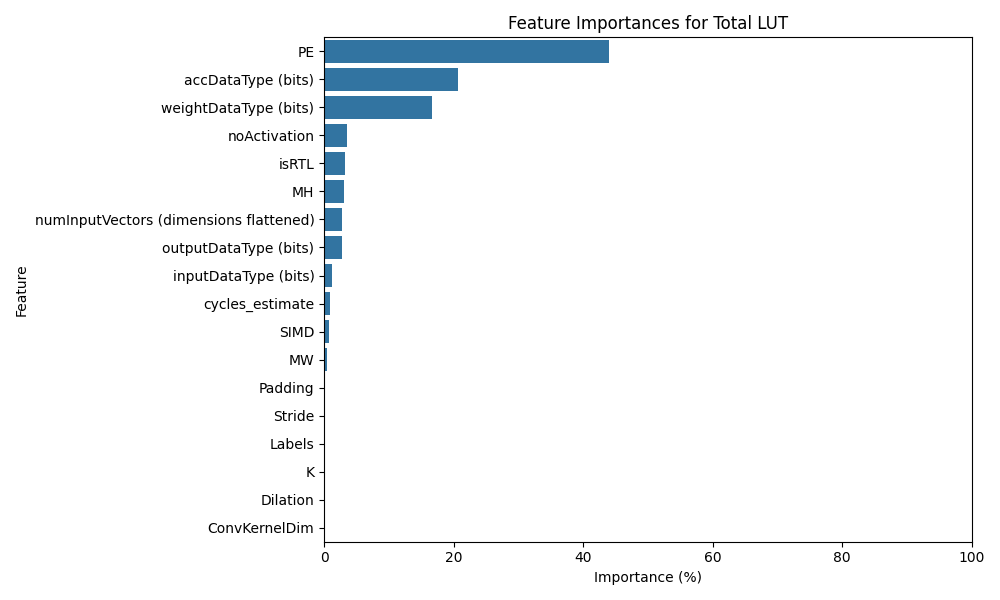 Feature Importances for Total LUT
PE
accDataType (bits)
weightDataType (bits)
noActivation
isRTL
MH
numInputVectors (dimensions flattened)
outputDataType (bits)
inputDataType (bits)
cycles_estimate
SIMD
MW
Padding
Stride
Labels
K
Dilation
ConvKernelDim
Feature
0 20 40 60 80 100
Importance (%)